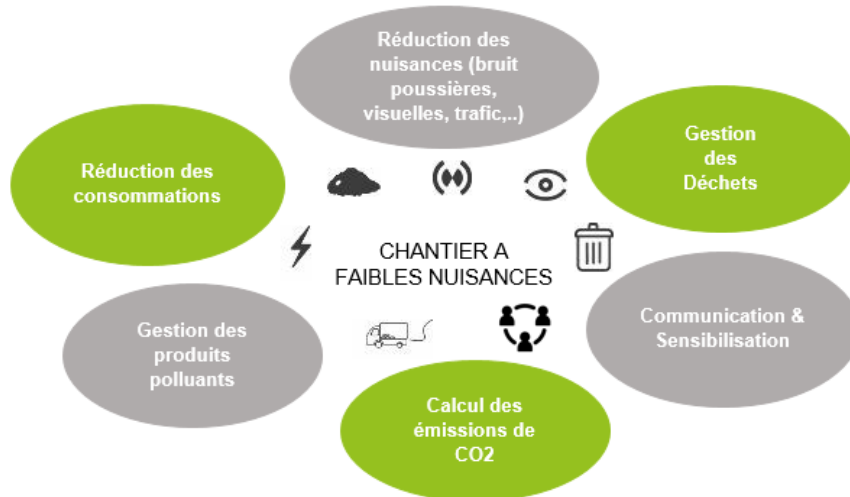 Réduction des
nuisances (bruit
poussières,
visuelles, trafic,..)
Réduction des
consommations
Gestion
des
Déchets
CHANTIER A
FAIBLES NUISANCES
Gestion des
produits
polluants
Communication &
Sensibilisation
Calcul des
émissions de
CO2